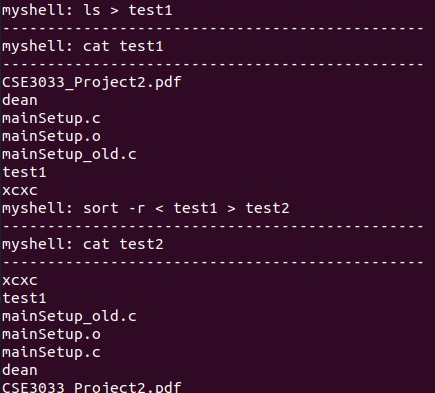 myshell: ls > test1
-----------------------------------------------
myshell: cat test1
-----------------------------------------------
CSE3033_Project2.pdf
dean
mainSetup.c
mainSetup.o
mainSetup_old.c
test1
xcxc
myshell: sort -r < test1 > test2
-----------------------------------------------
myshell: cat test2
-----------------------------------------------
xcxc
test1
mainSetup_old.c
mainSetup.o
mainSetup.c
dean
CSE3033_Project2.pdf